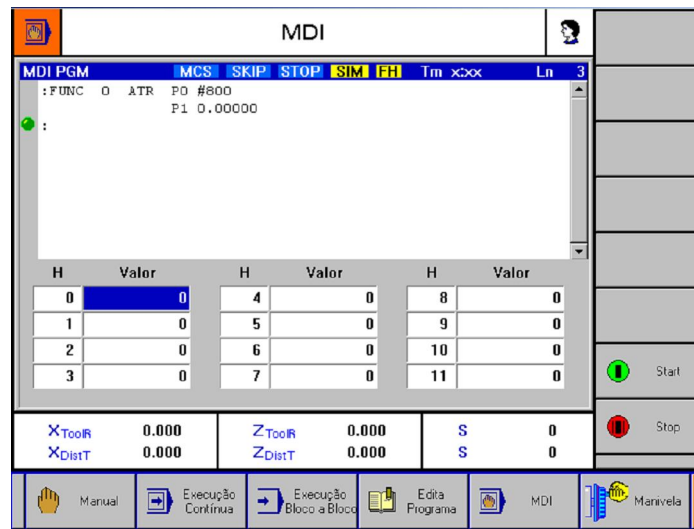 MDI
MDI PGM MCS SKIP STOP SIM FH Tm x:xx Ln 3
:FUNC 0 ATR P0 #800
P1 0.00000
:
H Valor H Valor H Valor
0 0 4 0 8 0
1 0 5 0 9 0
2 0 6 0 10 0
3 0 7 0 11 0
Start
XToolR 0.000 ZToolR 0.000 S 0
XDistT 0.000 ZDistT 0.000 S 0
Stop
Manual Execução Contínua Execução Bloco a Bloco Edita Programa MDI Manivela